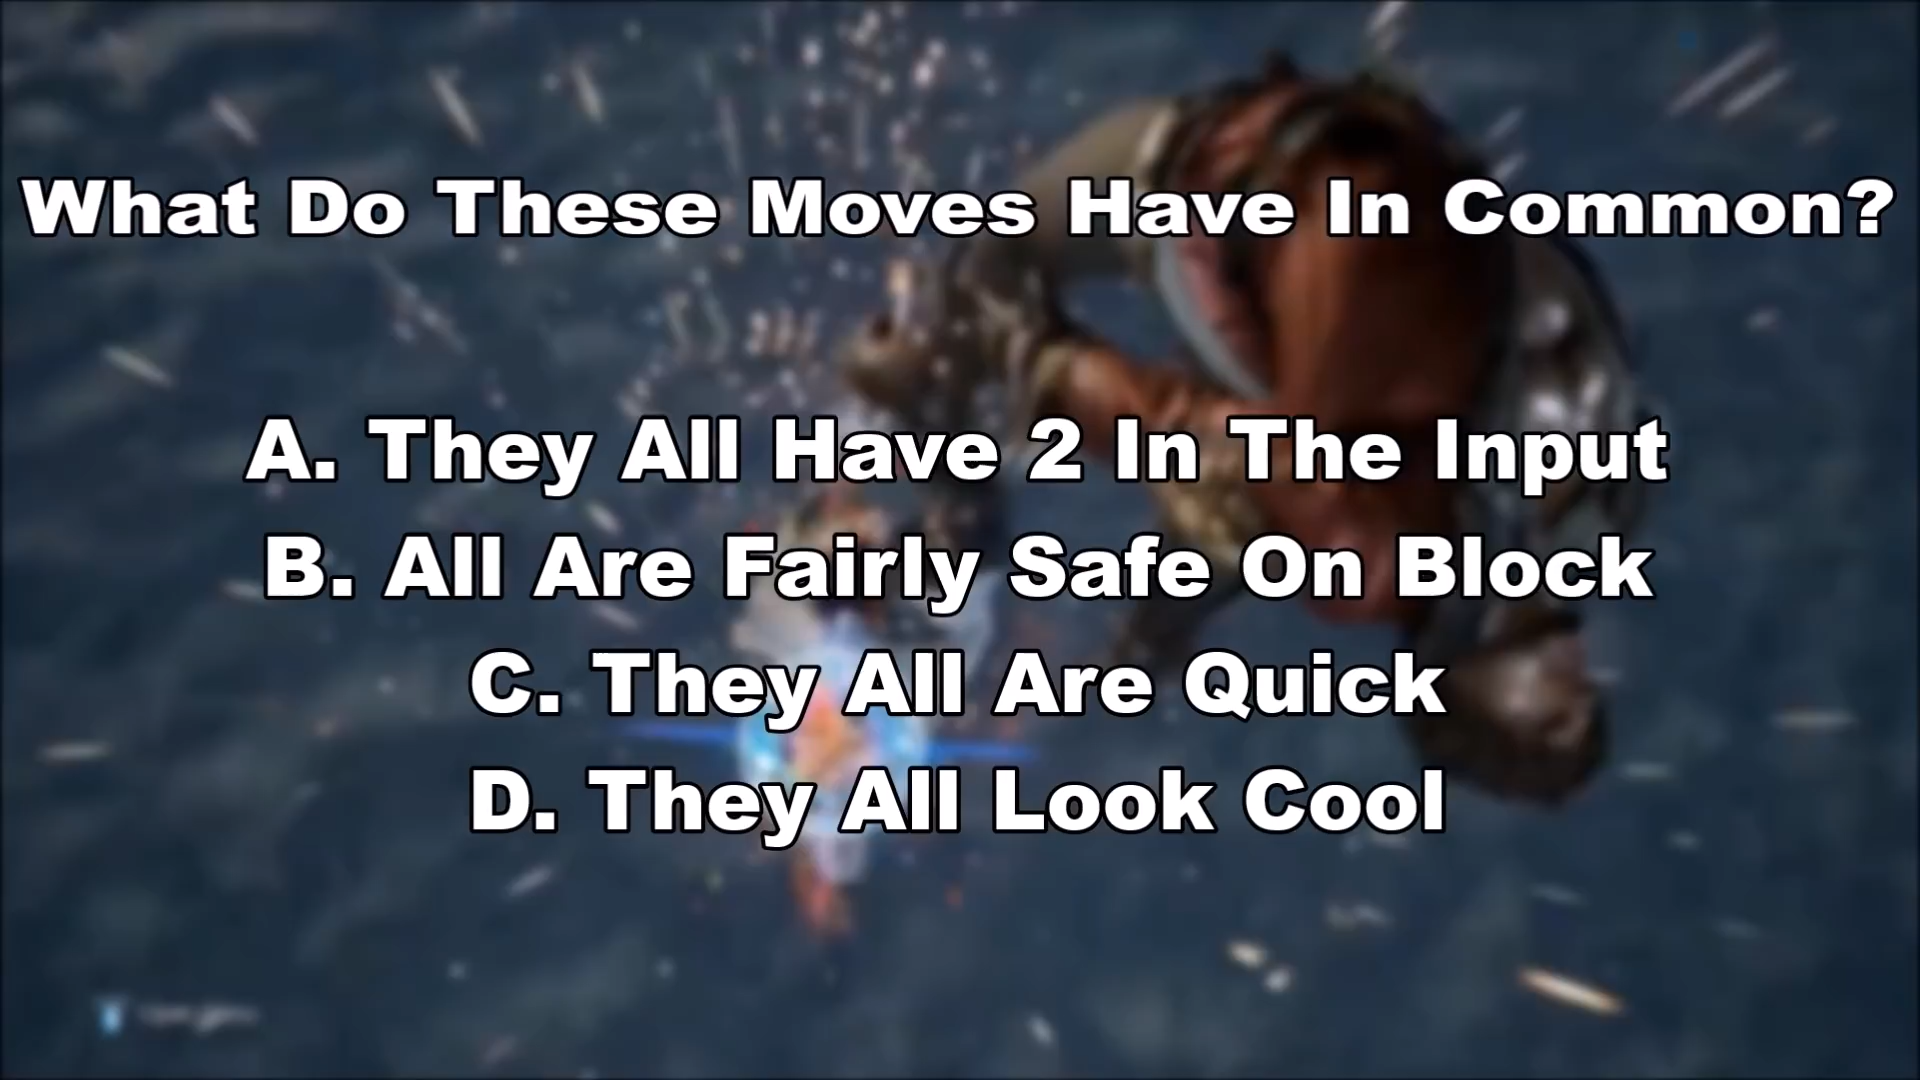 What Do These Moves Have In Common?
A. They All Have 2 In The Input
B. All Are Fairly Safe On Block
C. They All Are Quick
D. They All Look Cool